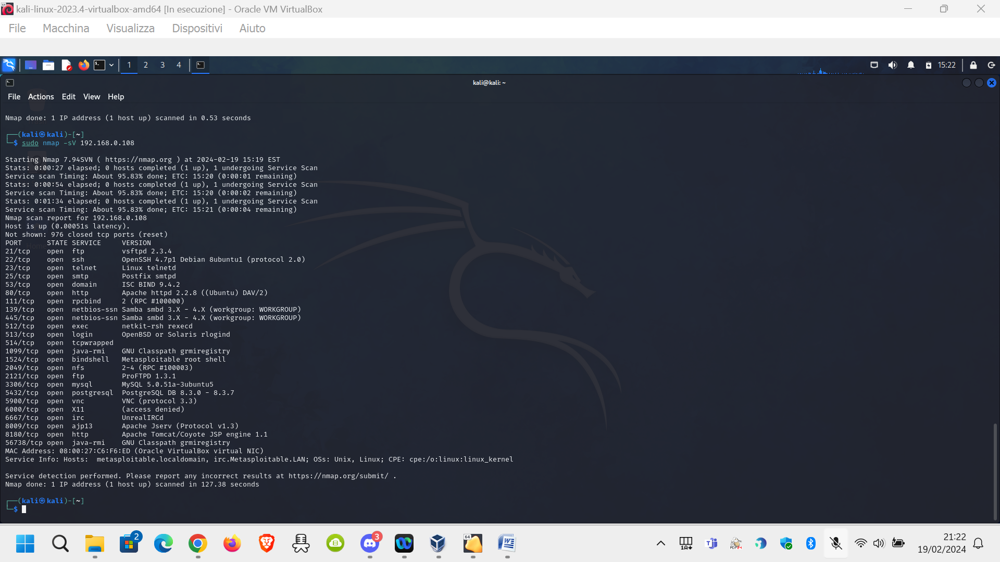 kali-linux-2023.4-virtualbox-amd64 [In esecuzione] - Oracle VM VirtualBox
File Macchina Visualizza Dispositivi Aiuto
1 2 3 4 15:22
kali@kali: ~
File Actions Edit View Help
Nmap done: 1 IP address (1 host up) scanned in 0.53 seconds
┌──(kali㉿kali)-[~]
└─$ sudo nmap -sV 192.168.0.108
Starting Nmap 7.94SVN ( https://nmap.org ) at 2024-02-19 15:19 EST
Stats: 0:00:27 elapsed; 0 hosts completed (1 up), 1 undergoing Service Scan
Service scan Timing: About 95.83% done; ETC: 15:20 (0:00:01 remaining)
Stats: 0:00:54 elapsed; 0 hosts completed (1 up), 1 undergoing Service Scan
Service scan Timing: About 95.83% done; ETC: 15:20 (0:00:02 remaining)
Stats: 0:01:34 elapsed; 0 hosts completed (1 up), 1 undergoing Service Scan
Service scan Timing: About 95.83% done; ETC: 15:21 (0:00:04 remaining)
Nmap scan report for 192.168.0.108
Host is up (0.00051s latency).
Not shown: 976 closed tcp ports (reset)
PORT STATE SERVICE VERSION
21/tcp open ftp vsftpd 2.3.4
22/tcp open ssh OpenSSH 4.7p1 Debian 8ubuntu1 (protocol 2.0)
23/tcp open telnet Linux telnetd
25/tcp open smtp Postfix smtpd
53/tcp open domain ISC BIND 9.4.2
80/tcp open http Apache httpd 2.2.8 ((Ubuntu) DAV/2)
111/tcp open rpcbind 2 (RPC #100000)
139/tcp open netbios-ssn Samba smbd 3.X - 4.X (workgroup: WORKGROUP)
445/tcp open netbios-ssn Samba smbd 3.X - 4.X (workgroup: WORKGROUP)
512/tcp open exec netkit-rsh rexecd
513/tcp open login OpenBSD or Solaris rlogind
514/tcp open tcpwrapped
1099/tcp open java-rmi GNU Classpath grmiregistry
1524/tcp open bindshell Metasploitable root shell
2049/tcp open nfs 2-4 (RPC #100003)
2121/tcp open ftp ProFTPD 1.3.1
3306/tcp open mysql MySQL 5.0.51a-3ubuntu5
5432/tcp open postgresql PostgreSQL DB 8.3.0 - 8.3.7
5900/tcp open vnc VNC (protocol 3.3)
6000/tcp open X11 (access denied)
6667/tcp open irc UnrealIRCd
8009/tcp open ajp13 Apache Jserv (Protocol v1.3)
8180/tcp open http Apache Tomcat/Coyote JSP engine 1.1
56738/tcp open java-rmi GNU Classpath grmiregistry
MAC Address: 08:00:27:C6:F6:ED (Oracle VirtualBox virtual NIC)
Service Info: Hosts: metasploitable.localdomain, irc.Metasploitable.LAN; OSs: Unix, Linux; CPE: cpe:/o:linux:linux_kernel
Service detection performed. Please report any incorrect results at https://nmap.org/submit/ .
Nmap done: 1 IP address (1 host up) scanned in 127.38 seconds
┌──(kali㉿kali)-[~]
└─$
2 3 64 21:22
19/02/2024